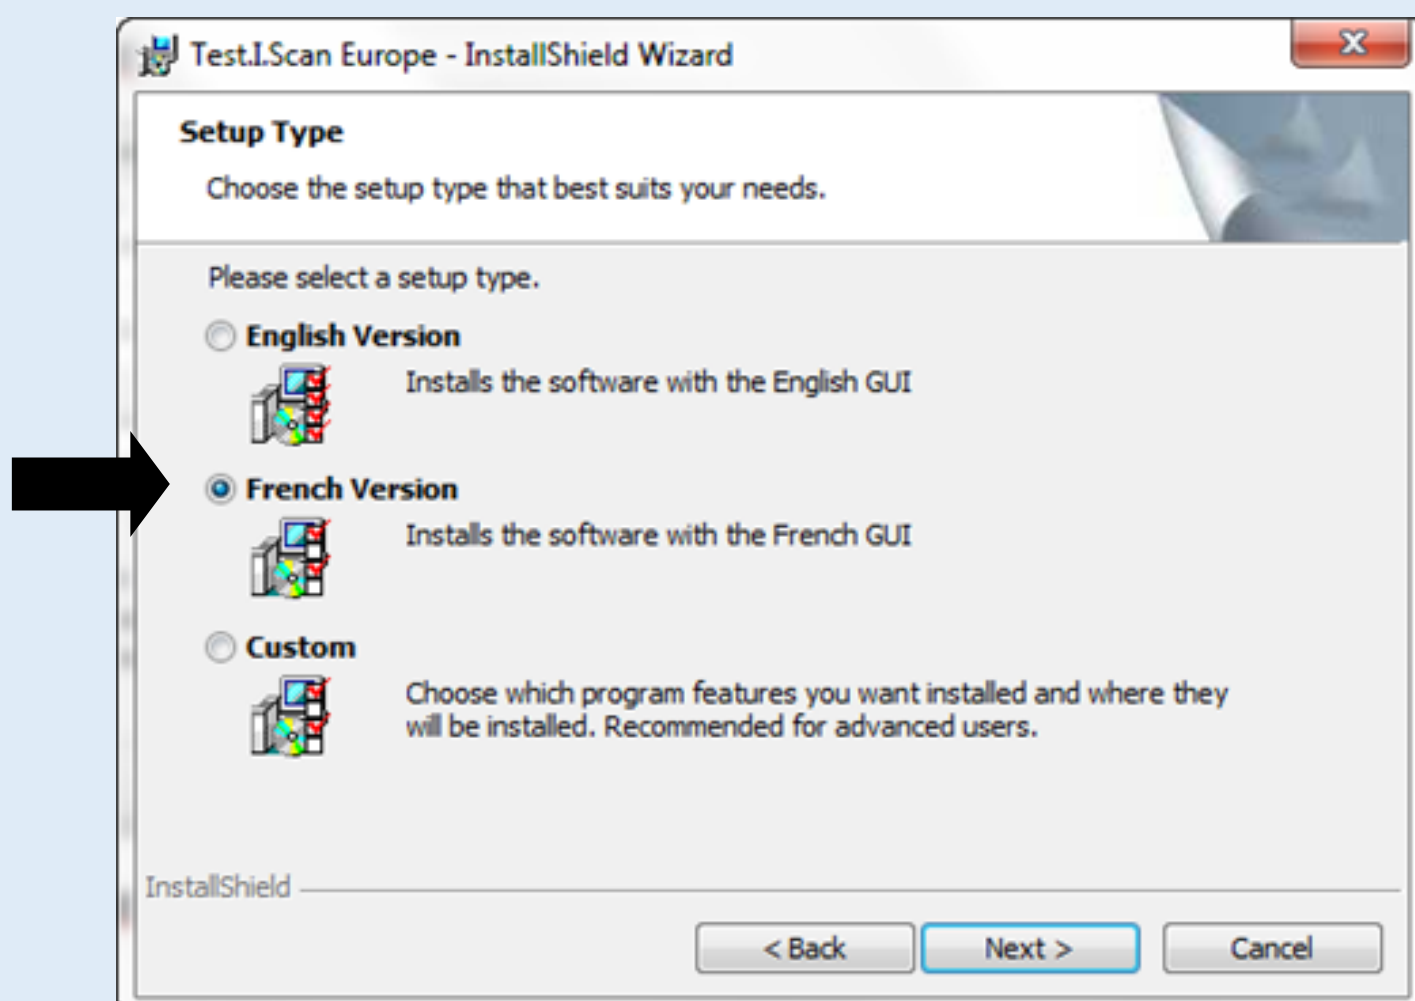 Test.I.Scan Europe - InstallShield Wizard
x
Setup Type
Choose the setup type that best suits your needs.
Please select a setup type.
English Version
Installs the software with the English GUI
French Version
Installs the software with the French GUI
Custom
Choose which program features you want installed and where they
will be installed. Recommended for advanced users.
InstallShield
< Back Next > Cancel